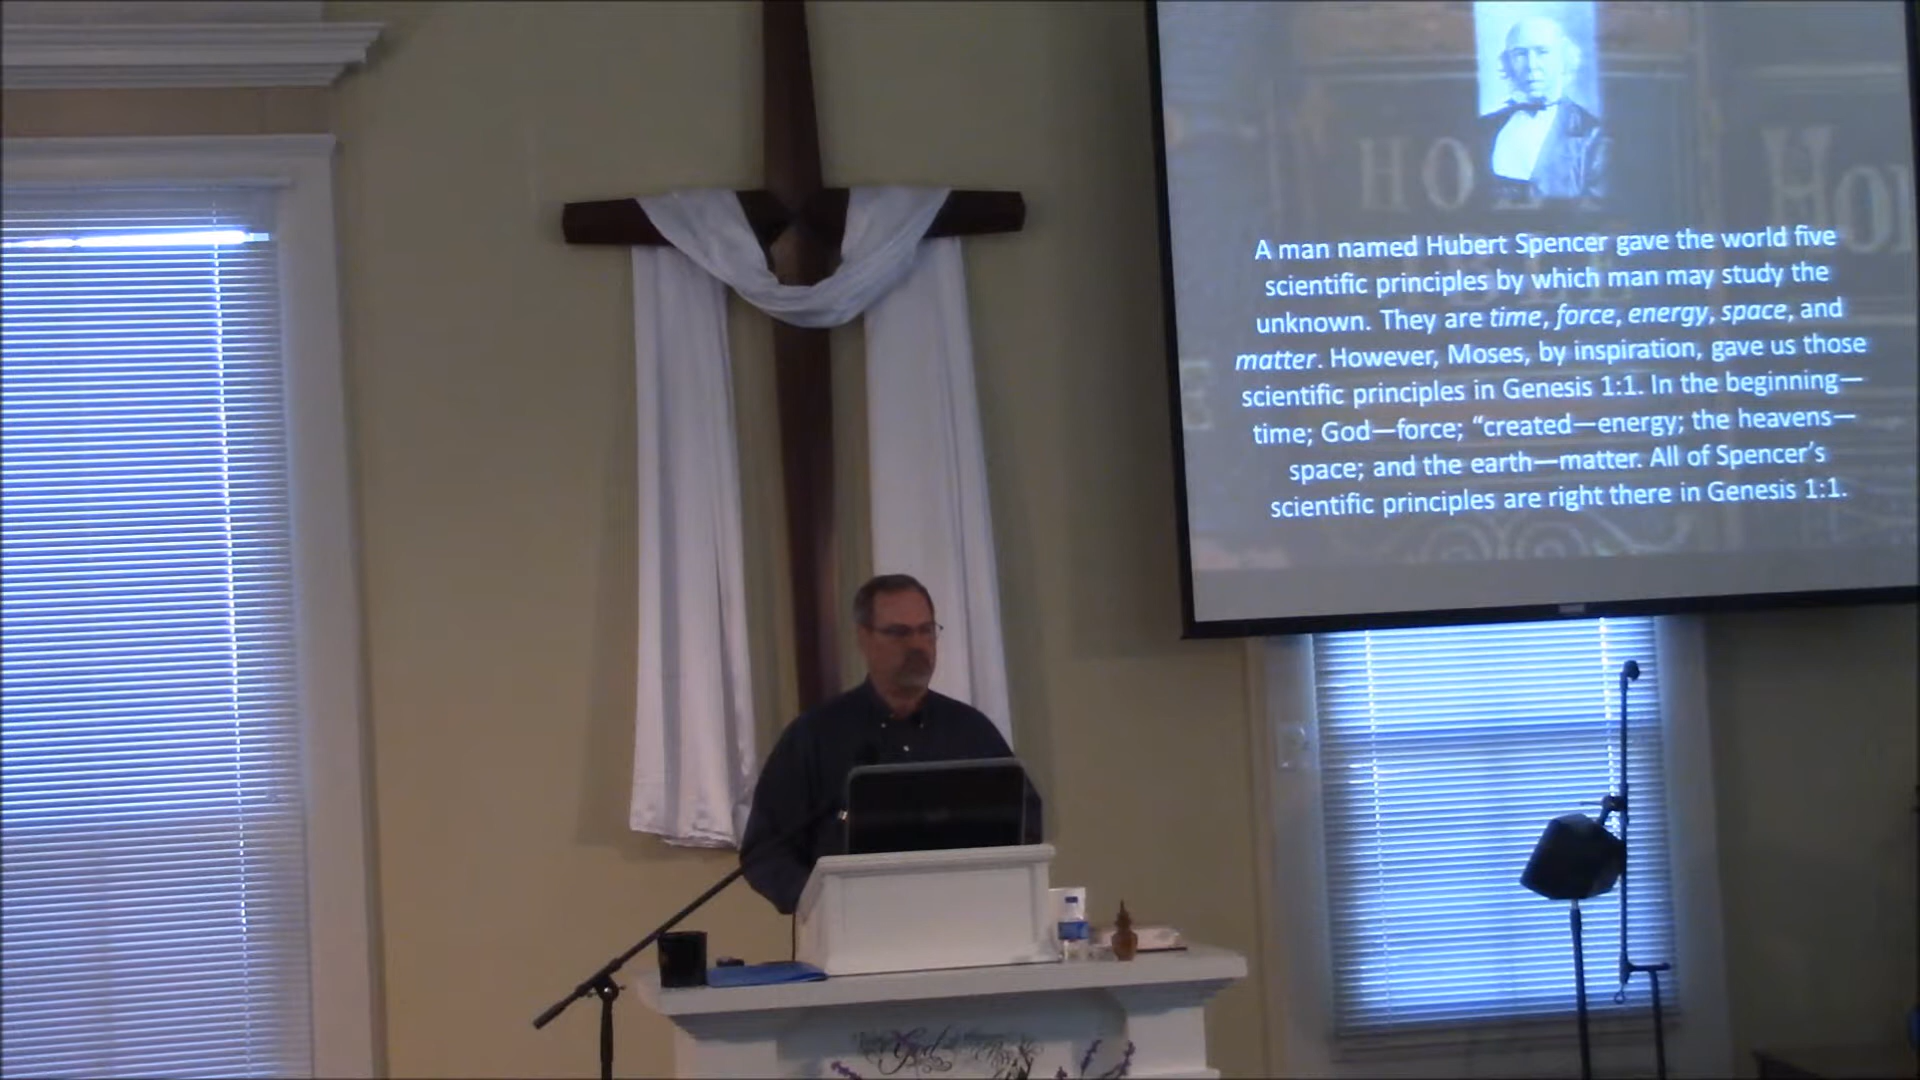 HO
HO
A man named Hubert Spencer gave the world five
scientific principles by which man may study the
unknown. They are time, force, energy, space, and
matter. However, Moses, by inspiration, gave us those
scientific principles in Genesis 1:1. In the beginning—
time; God—force; “created—energy; the heavens—
space; and the earth—matter. All of Spencer’s
scientific principles are right there in Genesis 1:1.
God